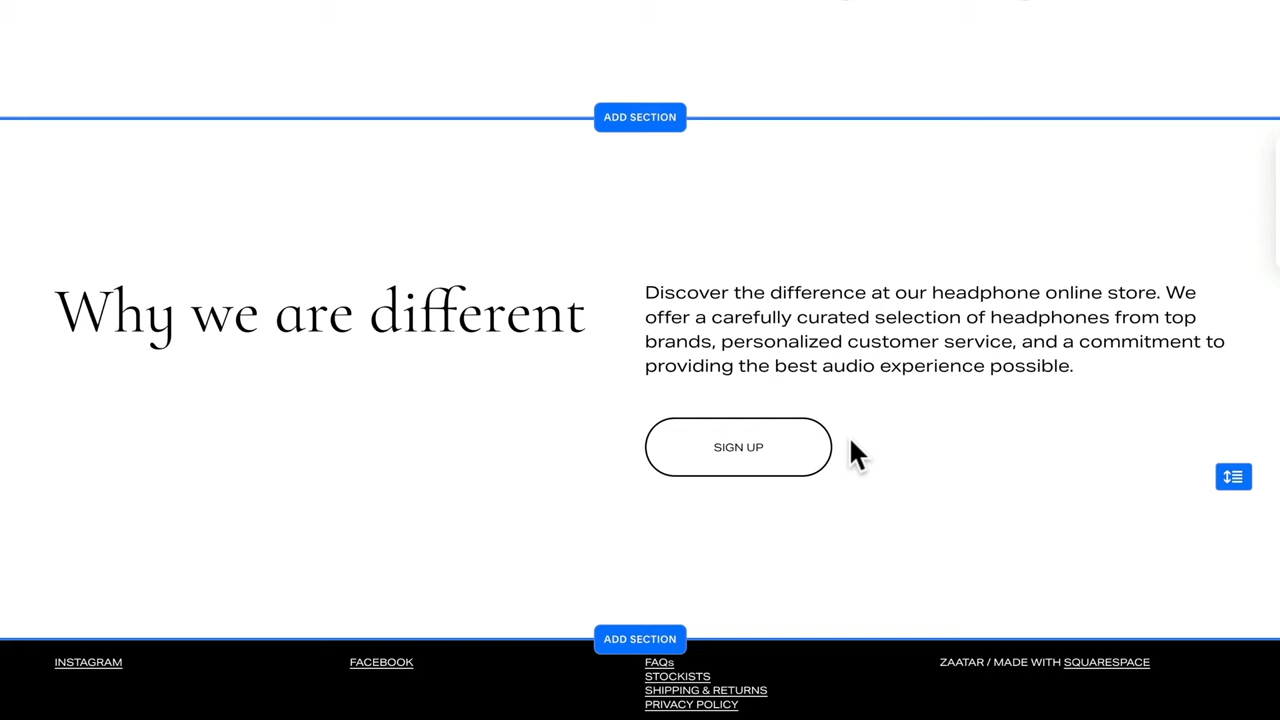 ADD SECTION
Why we are different
Discover the difference at our headphone online store. We
offer a carefully curated selection of headphones from top
brands, personalized customer service, and a commitment to
providing the best audio experience possible.
SIGN UP
ADD SECTION
INSTAGRAM
FACEBOOK
FAQs
STOCKISTS
SHIPPING & RETURNS
PRIVACY POLICY
ZAATAR / MADE WITH SQUARESPACE